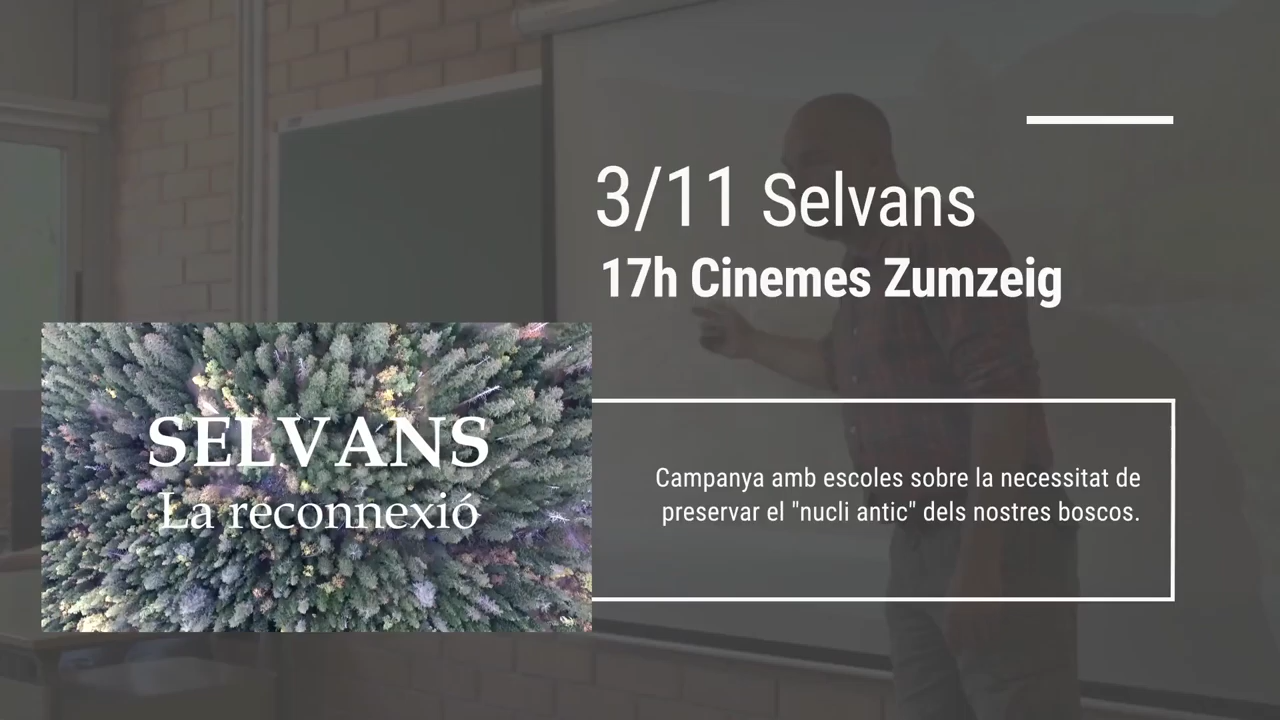 3/11 Selvans
17h Cinemes Zumzeig
SELVANS
La reconnexió
Campanya amb escoles sobre la necessitat de
preservar el "nucli antic" dels nostres boscos.